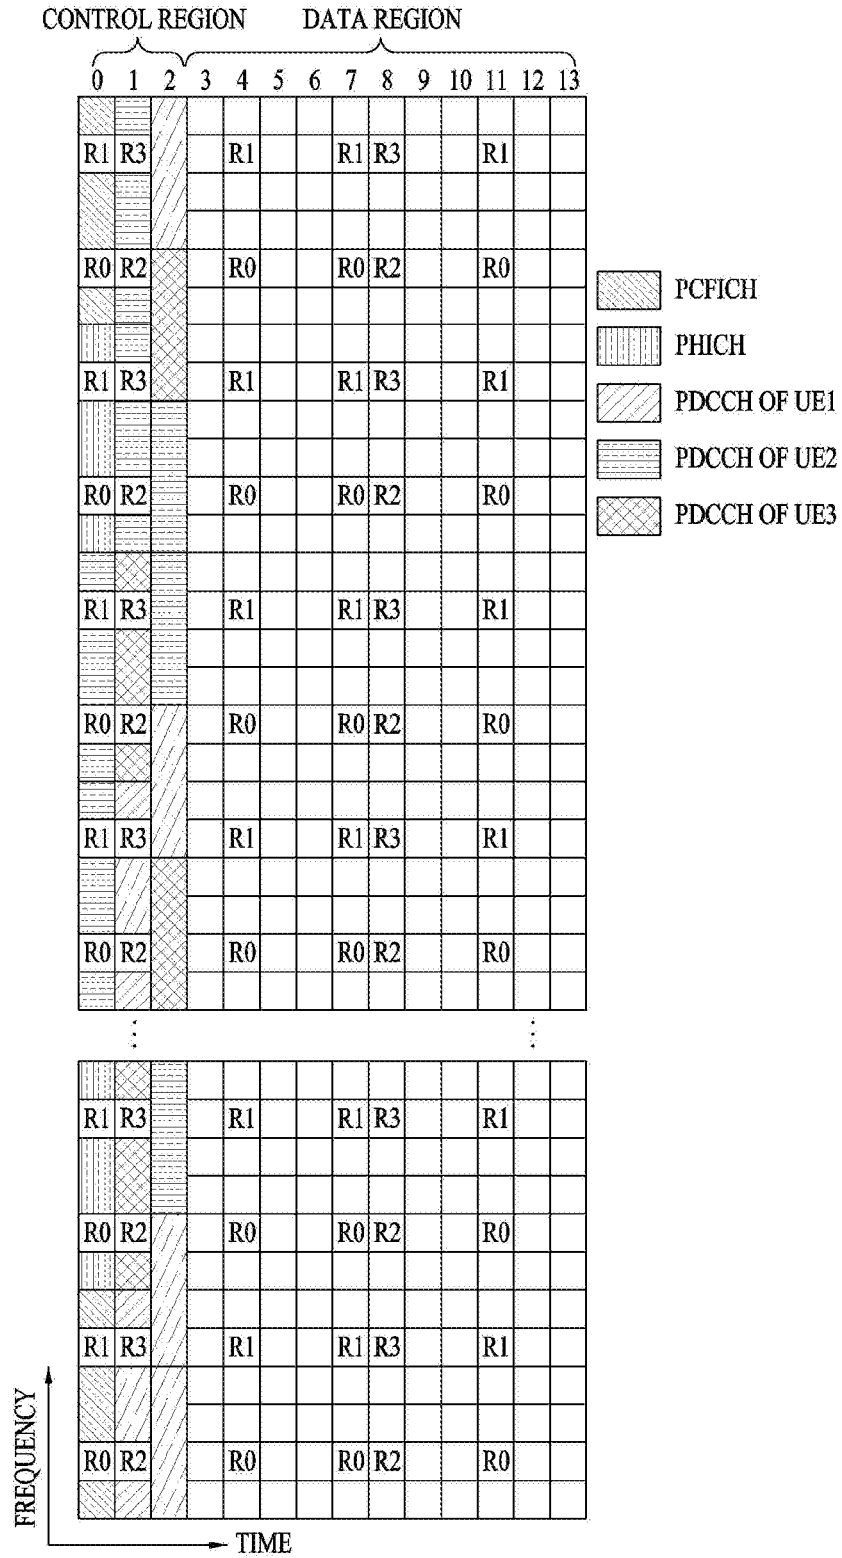 CONTROL REGION DATA REGION
0 1 2 3 4 5 6 7 8 9 10 11 12 13
R1 R3 R1 R1 R3 R1
R0 R2 R0 R0 R2 R0
PCFICH
PHICH
R1 R3 R1 R1 R3 R1
PDCCH OF UE1
PDCCH OF UE2
R0 R2 R0 R0 R2 R0
PDCCH OF UE3
R1 R3 R1 R1 R3 R1
R0 R2 R0 R0 R2 R0
R1 R3 R1 R1 R3 R1
R0 R2 R0 R0 R2 R0
R1 R3 R1 R1 R3 R1
R0 R2 R0 R0 R2 R0
R1 R3 R1 R1 R3 R1
R0 R2 R0 R0 R2 R0
FREQUENCY
TIME